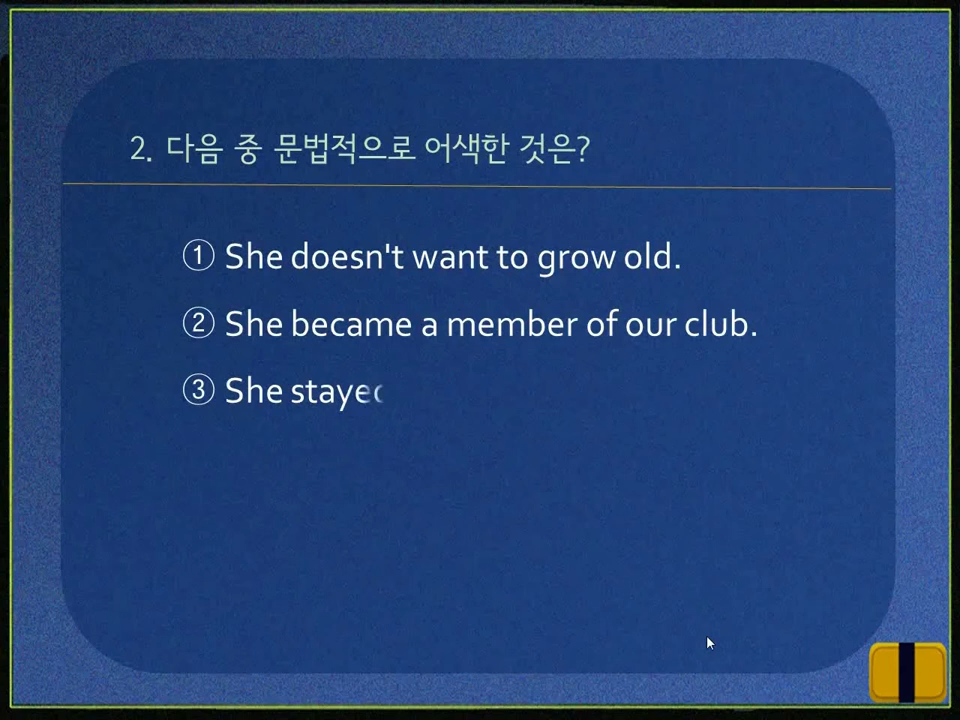 2. 다음 중 문법적으로 어색한 것은?
① She doesn't want to grow old.
② She became a member of our club.
③ She